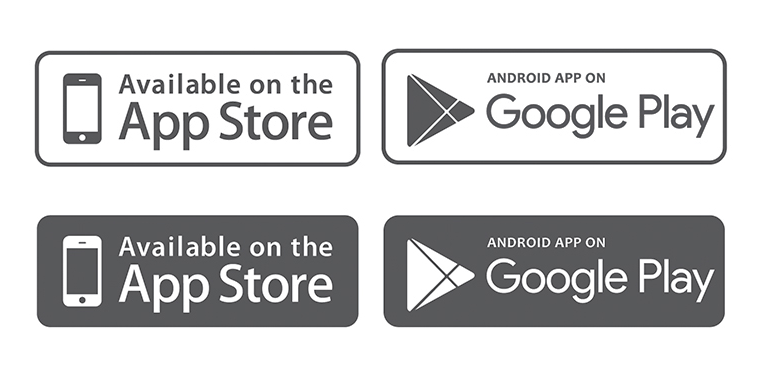 Available on the
App Store
ANDROID APP ON
Google Play
Available on the
App Store
ANDROID APP ON
Google Play